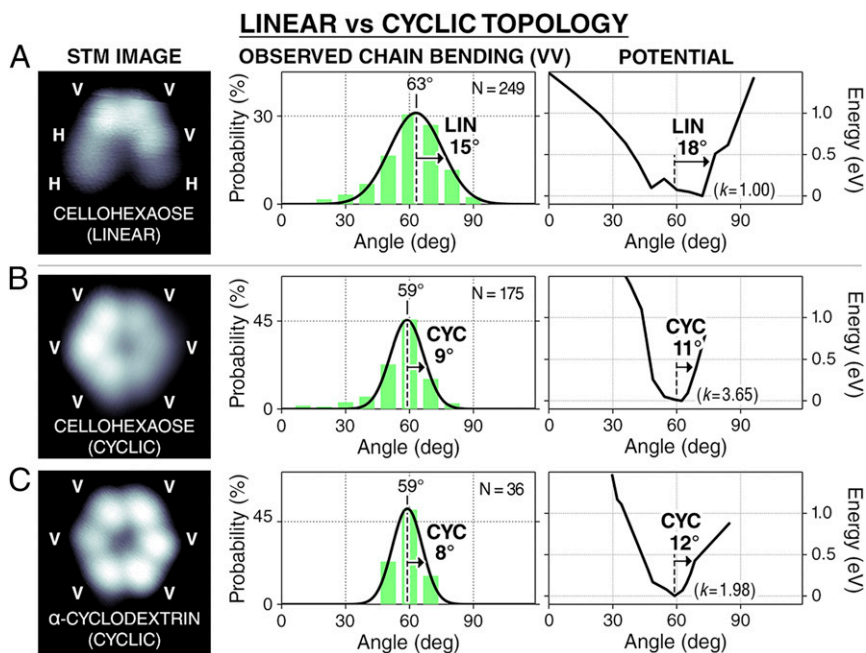 LINEAR vs CYCLIC TOPOLOGY
STM IMAGE
OBSERVED CHAIN BENDING (VV)
POTENTIAL
A
V V
H V
H H
CELLOHEXAOSE
(LINEAR)
Probability (%)
30
0
63°
N = 249
LIN
15°
0 30 60 90
Angle (deg)
LIN
18°
(k=1.00)
1.0
0.5
0
Energy (eV)
0 30 60 90
Angle (deg)
B
V V
V V
V V
CELLOHEXAOSE
(CYCLIC)
Probability (%)
45
0
59°
N = 175
CYC
9°
0 30 60 90
Angle (deg)
CYC
11°
(k=3.65)
1.0
0.5
0
Energy (eV)
0 30 60 90
Angle (deg)
C
V V
V V
V V
α-CYCLODEXTRIN
(CYCLIC)
Probability (%)
45
0
59°
N = 36
CYC
8°
0 30 60 90
Angle (deg)
CYC
12°
(k=1.98)
1.0
0.5
0
Energy (eV)
0 30 60 90
Angle (deg)